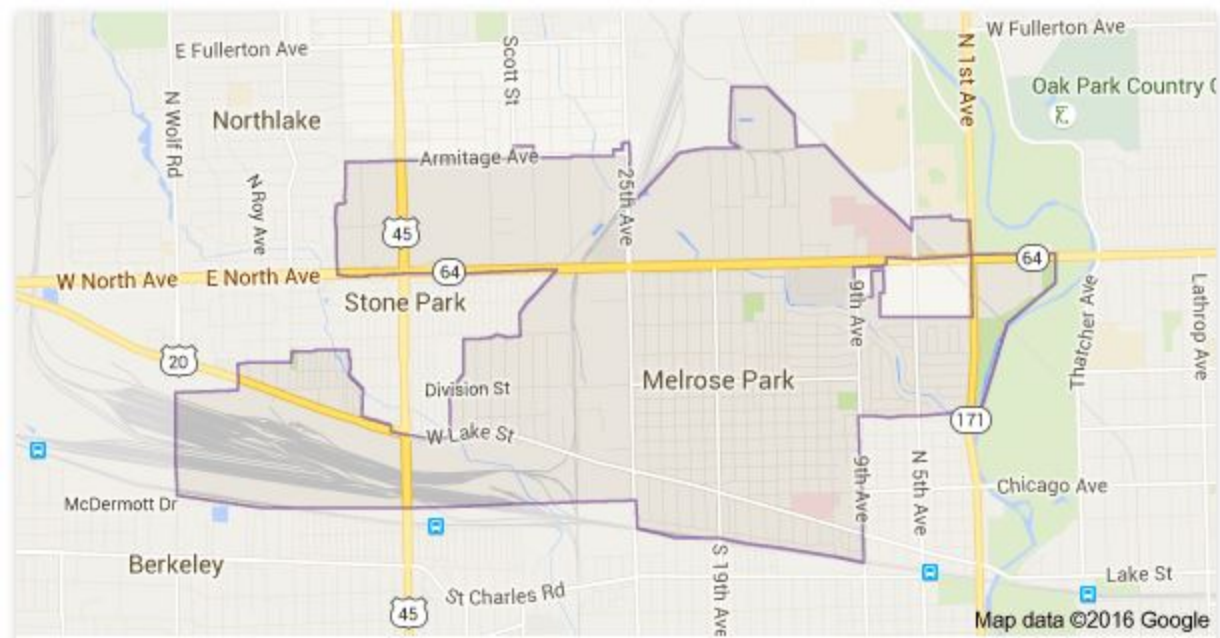 W Fullerton Ave
E Fullerton Ave
Scott St
N 1st Ave
Oak Park Country
N Wolf Rd
Northlake
Armitage Ave
N Roy Ave
25th Ave
45
64
64
W North Ave
E North Ave
Stone Park
9th Ave
Thatcher Ave
Lathrop Ave
20
Division St
Melrose Park
W Lake St
171
9th Ave
N 5th Ave
Chicago Ave
McDermott Dr
Berkeley
S 19th Ave
Lake St
St Charles Rd
45
Map data ©2016 Google